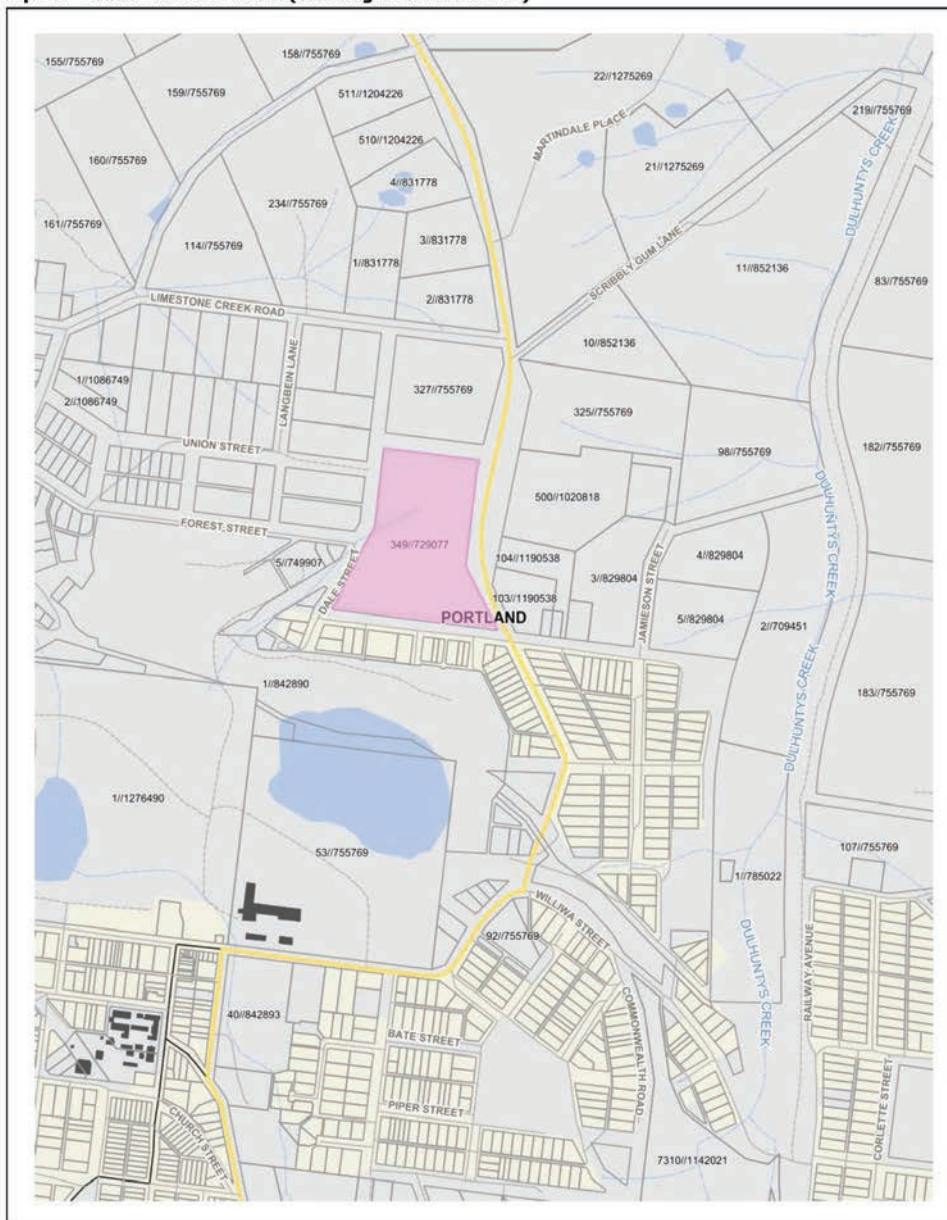 155//755769
158//755769
22//1275269
159//755769
511//1204226
219//755769
MARTINDALE PLACE
510//1204226
160//755769
21//1275269
4//831778
DULHUNTYS CREEK
234//755769
161//755769
114//755769
3//831778
1//831778
11//852136
83//755769
SCRIBBLY GUM LANE
2//831778
LIMESTONE CREEK ROAD
10//852136
LANGBEIN LANE
1//1086749
327//755769
2//1086749
325//755769
UNION STREET
98//755769
182//755769
500//1020818
DULHUNTYS CREEK
FOREST STREET
349//729077
4//829804
104//1190538
5//749907
3//829804
DALE STREET
JAMIESON STREET
103//1190538
PORTLAND
5//829804
2//709451
DULHUNTYS CREEK
1//842890
183//755769
1//1276490
53//755769
107//755769
1//785022
WILLIWA STREET
92//755769
DULHUNTYS CREEK
RAILWAY AVENUE
40//842893
COMMONWEALTH ROAD
BATE STREET
CORLETTE STREET
PIPER STREET
CHURCH STREET
7310//1142021